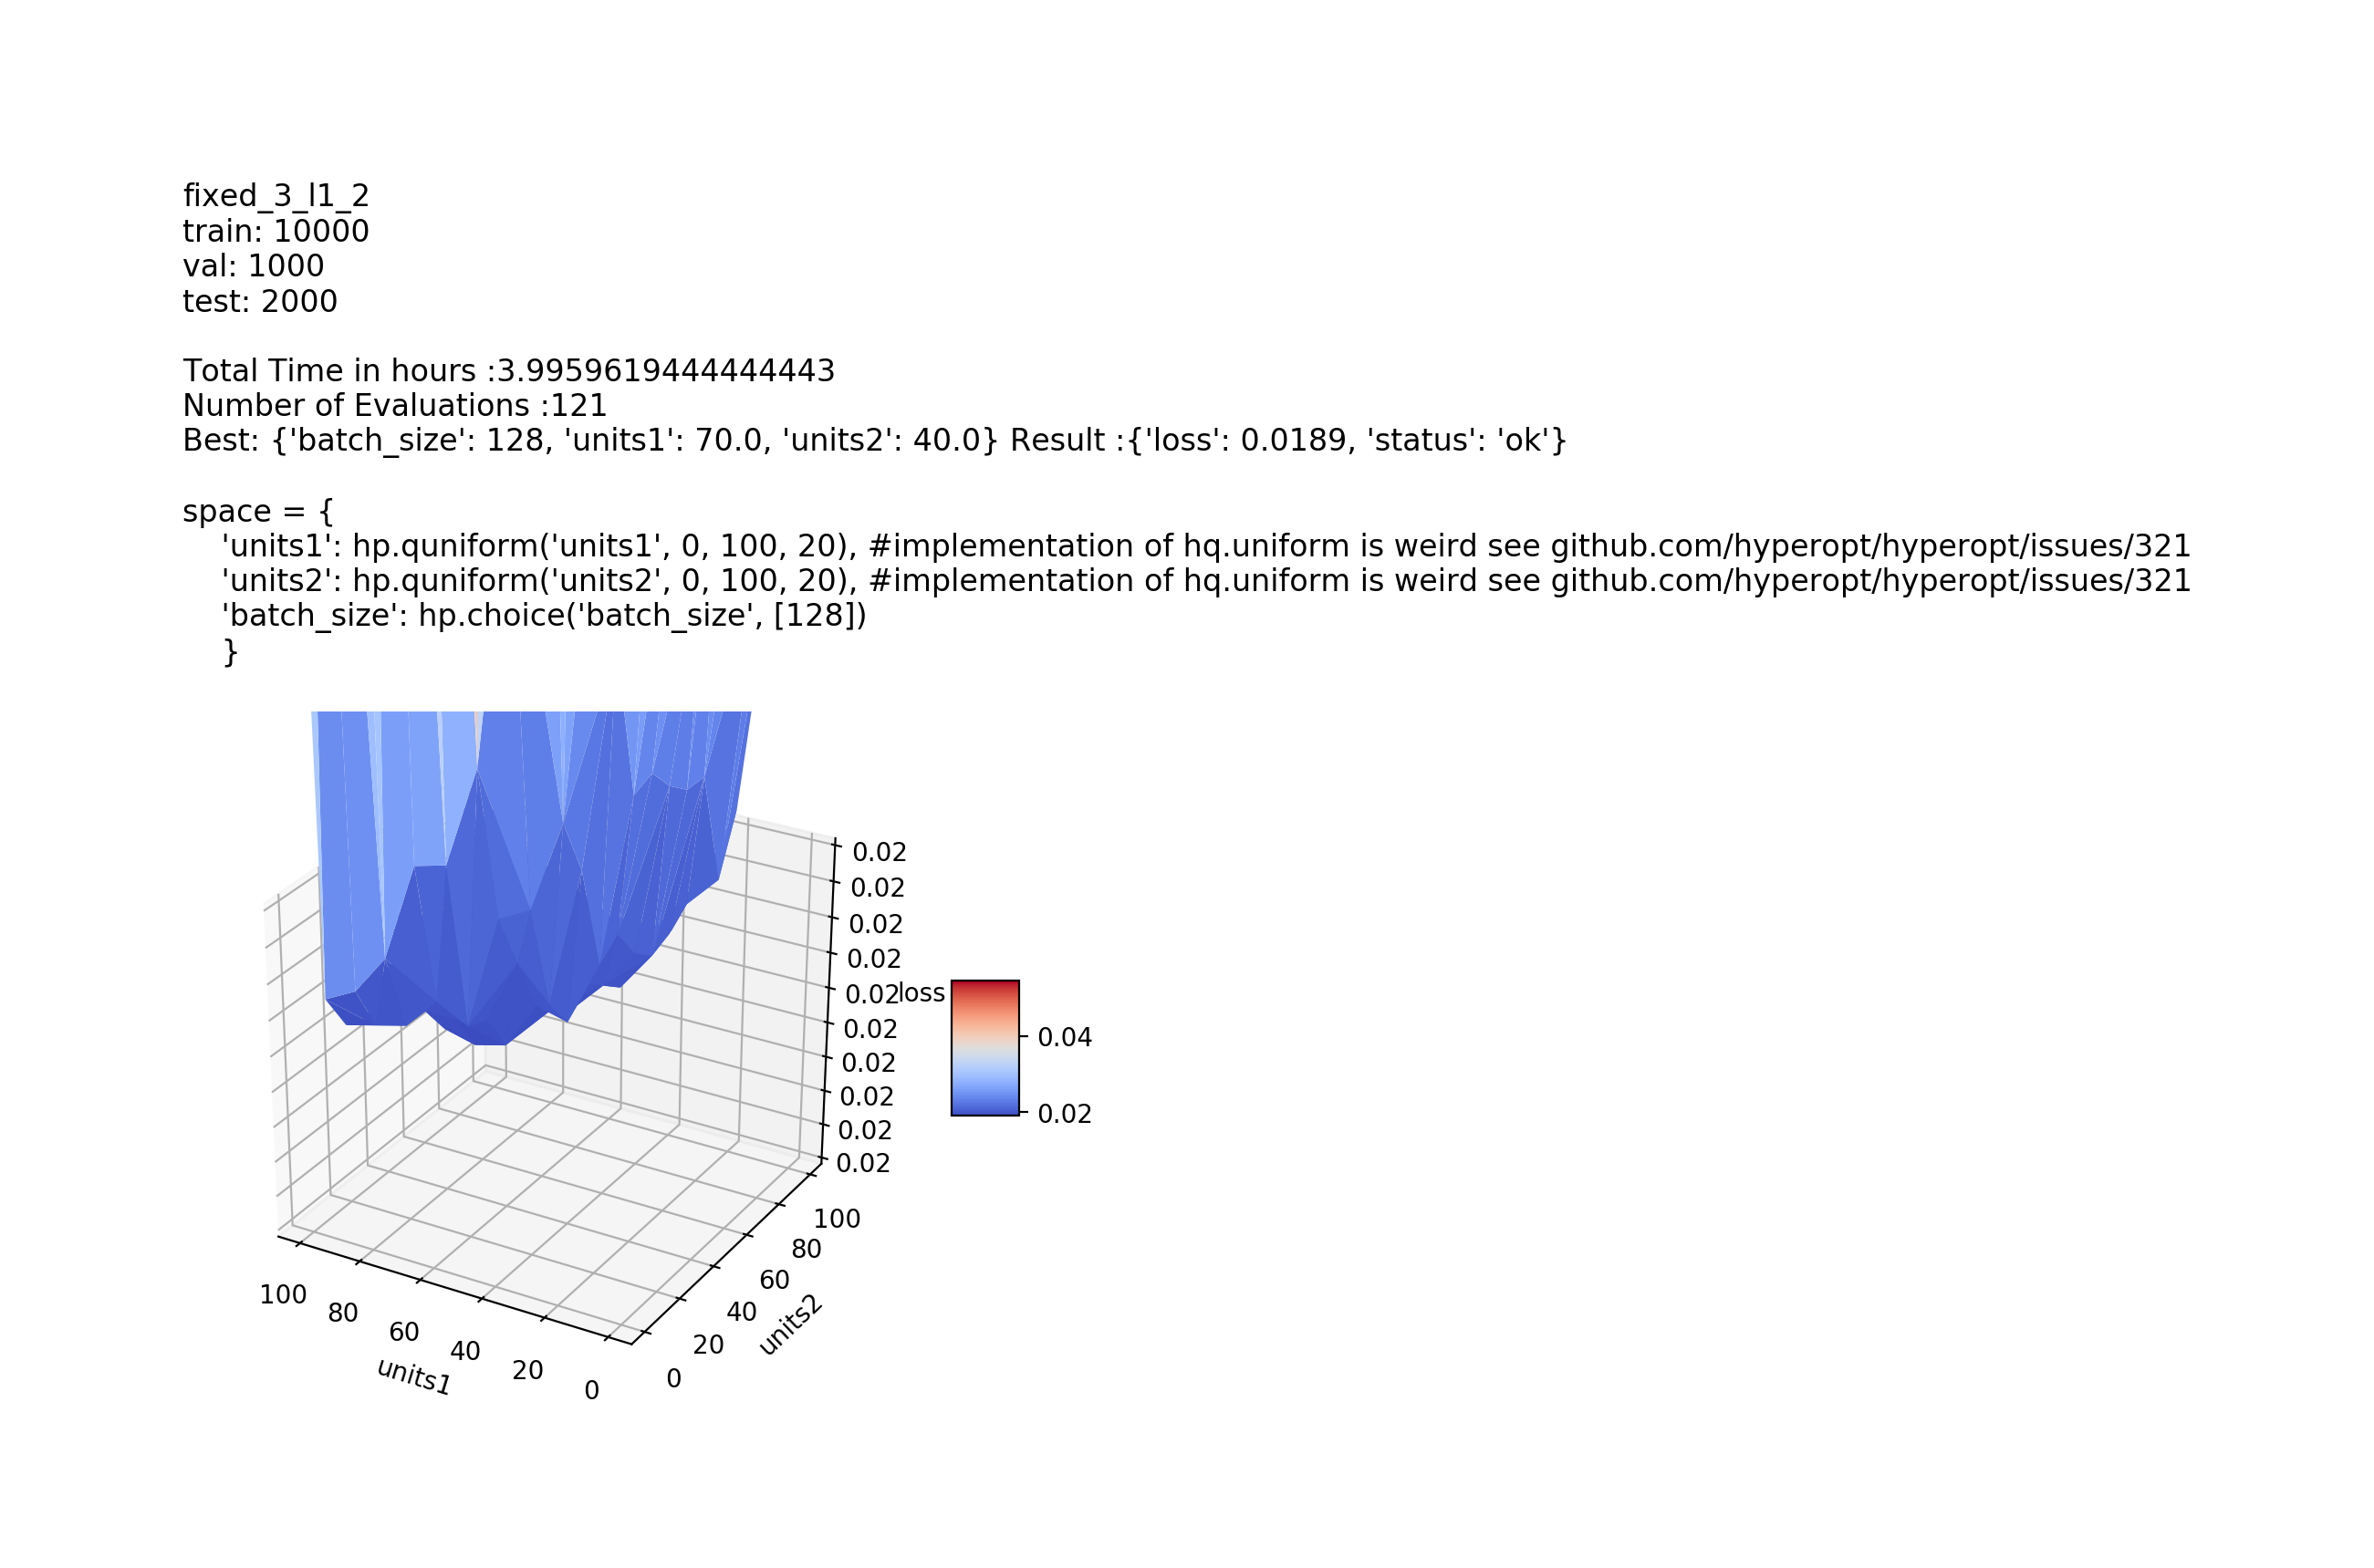 fixed_3_l1_2
train: 10000
val: 1000
test: 2000
Total Time in hours :3.9959619444444443
Number of Evaluations :121
Best: {'batch_size': 128, 'units1': 70.0, 'units2': 40.0} Result :{'loss': 0.0189, 'status': 'ok'}
space = {
'units1': hp.quniform('units1', 0, 100, 20), #implementation of hq.uniform is weird see github.com/hyperopt/hyperopt/issues/321
'units2': hp.quniform('units2', 0, 100, 20), #implementation of hq.uniform is weird see github.com/hyperopt/hyperopt/issues/321
'batch_size': hp.choice('batch_size', [128])
}
0.02
0.02
0.02
0.02
0.02
0.02
0.02
0.02
0.02
0.02
loss
0.04
0.02
100
80
60
40
20
0
units1
100
80
60
40
20
0
units2